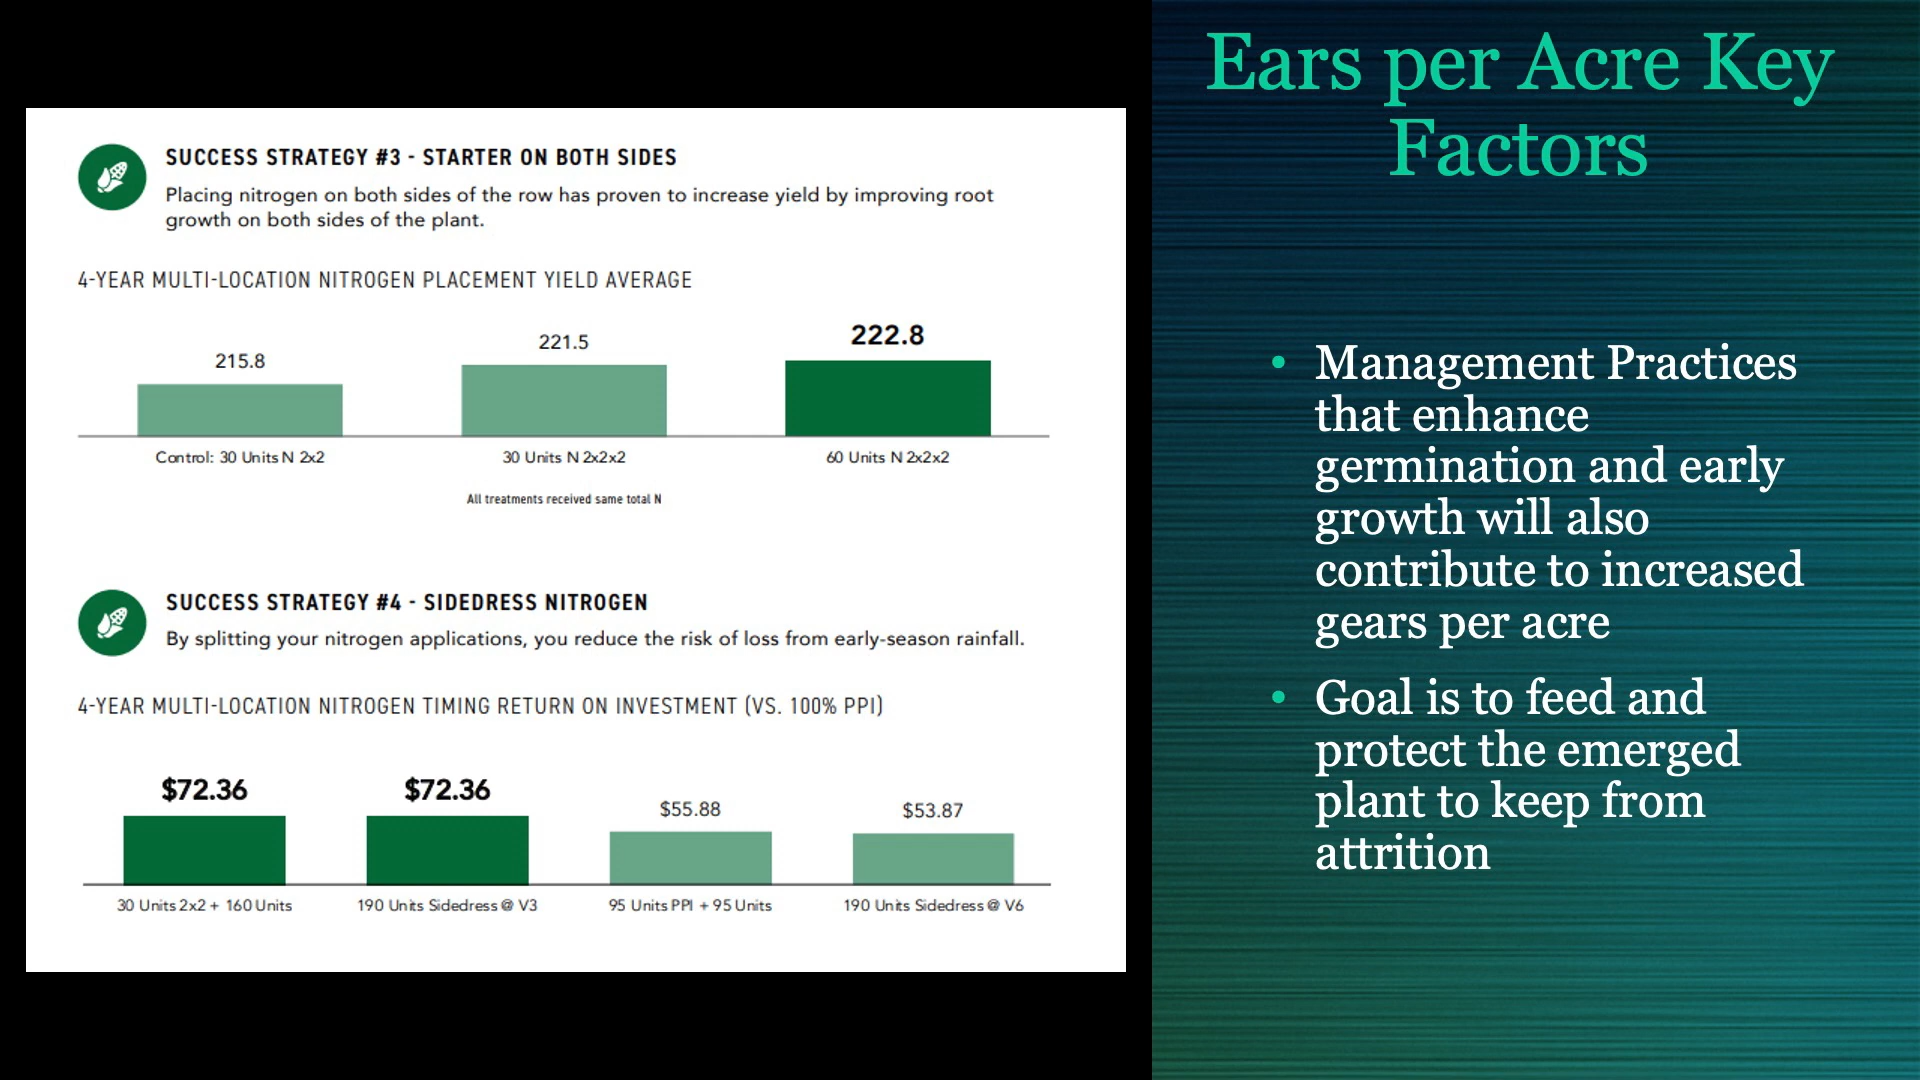 Ears per Acre Key
Factors
SUCCESS STRATEGY #3 - STARTER ON BOTH SIDES
Placing nitrogen on both sides of the row has proven to increase yield by improving root
growth on both sides of the plant.
4-YEAR MULTI-LOCATION NITROGEN PLACEMENT YIELD AVERAGE
215.8
221.5
222.8
Control: 30 Units N 2x2
30 Units N 2x2x2
60 Units N 2x2x2
All treatments received same total N
SUCCESS STRATEGY #4 - SIDEDRESS NITROGEN
By splitting your nitrogen applications, you reduce the risk of loss from early-season rainfall.
4-YEAR MULTI-LOCATION NITROGEN TIMING RETURN ON INVESTMENT (VS. 100% PPI)
$72.36
$72.36
$55.88
$53.87
30 Units 2x2 + 160 Units
190 Units Sidedress @ V3
95 Units PPI + 95 Units
190 Units Sidedress @ V6
• Management Practices
that enhance
germination and early
growth will also
contribute to increased
gears per acre
• Goal is to feed and
protect the emerged
plant to keep from
attrition